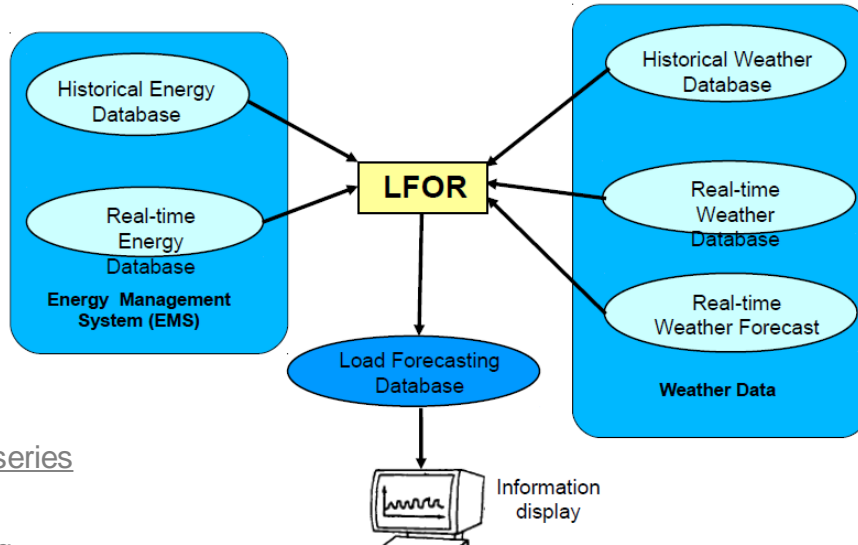 Historical Energy
Database
Real-time
Energy
Database
Energy Management
System (EMS)
LFOR
Historical Weather
Database
Real-time
Weather
Database
Real-time
Weather Forecast
Weather Data
Load Forecasting
Database
series
Information
display